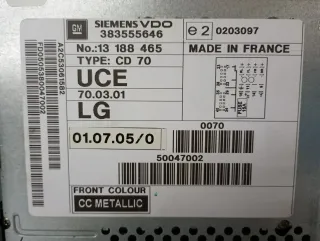 GM
SIEMENS VDO
383555646
e2
0203097
No.:13 188 465
MADE IN FRANCE
TYPE: CD 70
UCE
70.03.01
LG
01.07.05/0
0070
50047002
FRONT COLOUR
CC METALLIC